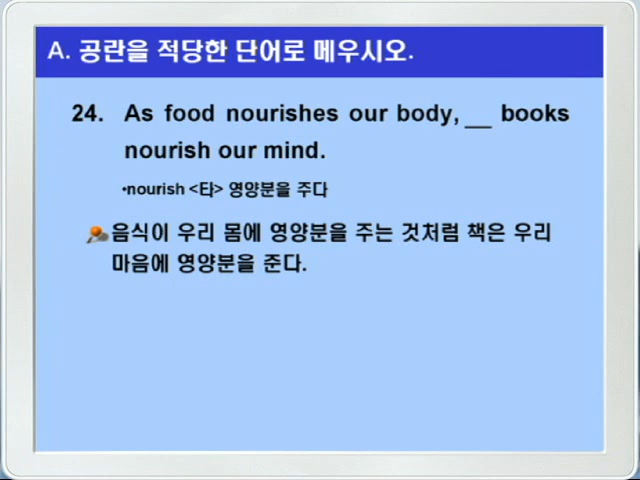 A. 공란을 적당한 단어로 메우시오.
24. As food nourishes our body, __ books
nourish our mind.
•nourish <타> 영양분을 주다
음식이 우리 몸에 영양분을 주는 것처럼 책은 우리
마음에 영양분을 준다.